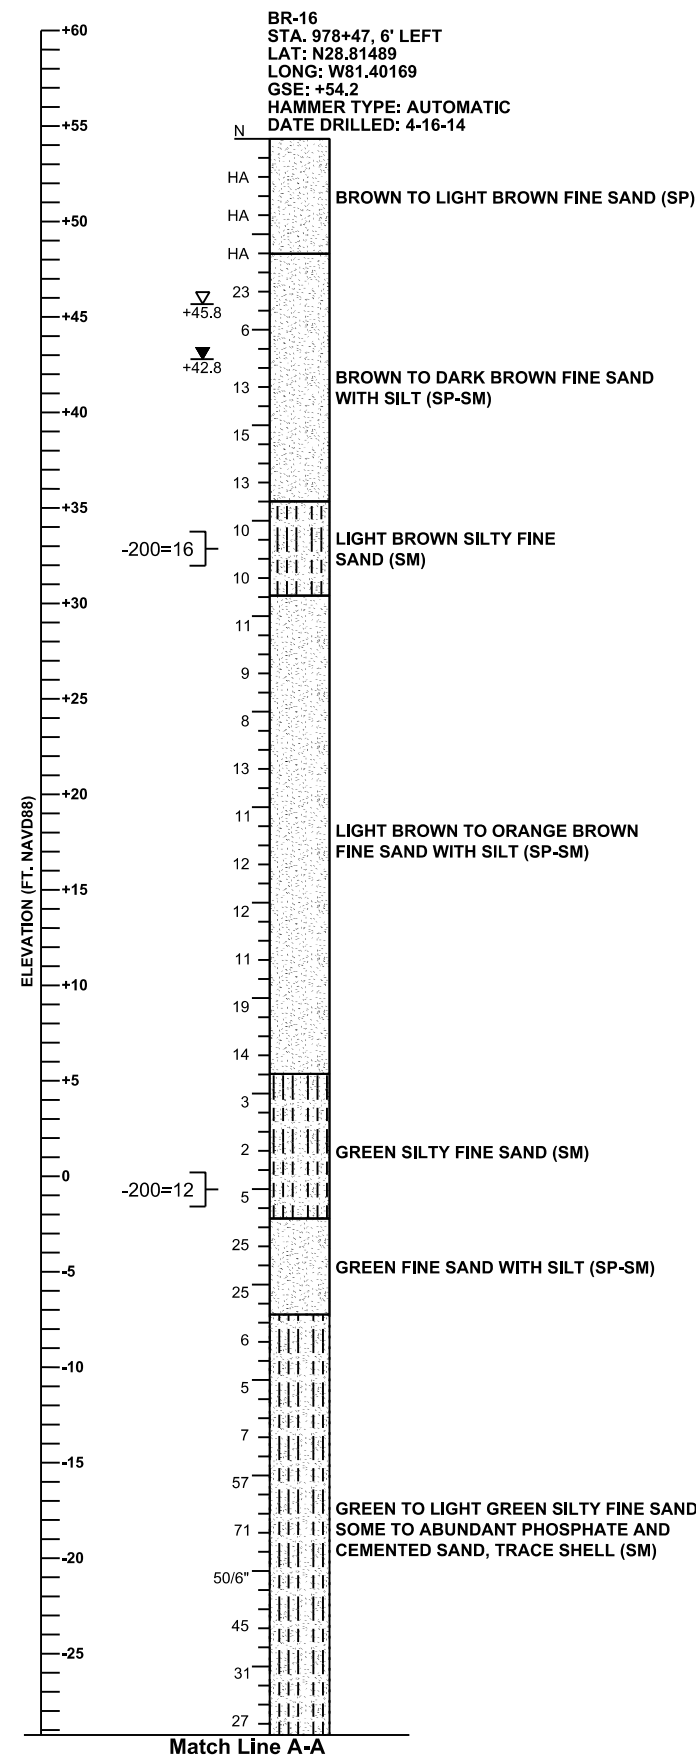 BR-16
STA. 978+47, 6' LEFT
LAT: N28.81489
LONG: W81.40169
GSE: +54.2
HAMMER TYPE: AUTOMATIC
DATE DRILLED: 4-16-14
ELEVATION (FT. NAVD88)
+60
+55
+50
+45
+40
+35
+30
+25
+20
+15
+10
+5
0
-5
-10
-15
-20
-25
N
HA
HA
HA
23
6
13
15
13
10
10
11
9
8
13
11
12
12
11
19
14
3
2
5
25
25
6
5
7
57
71
50/6"
45
31
27
+45.8
+42.8
-200=16
-200=12
BROWN TO LIGHT BROWN FINE SAND (SP)
BROWN TO DARK BROWN FINE SAND
WITH SILT (SP-SM)
LIGHT BROWN SILTY FINE
SAND (SM)
LIGHT BROWN TO ORANGE BROWN
FINE SAND WITH SILT (SP-SM)
GREEN SILTY FINE SAND (SM)
GREEN FINE SAND WITH SILT (SP-SM)
GREEN TO LIGHT GREEN SILTY FINE SAND
SOME TO ABUNDANT PHOSPHATE AND
CEMENTED SAND, TRACE SHELL (SM)
Match Line A-A